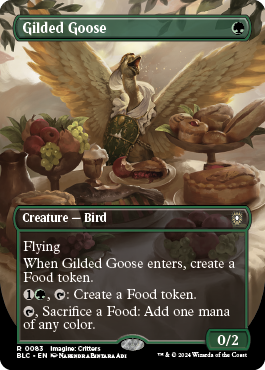 Gilded Goose
Creature — Bird
Flying
When Gilded Goose enters, create a
Food token.
1, : Create a Food token.
, Sacrifice a Food: Add one mana
of any color.
0/2
R 0083 Imagine: Critters
BLC • EN Nahendra Bintara Adi
™ & © 2024 Wizards of the Coast